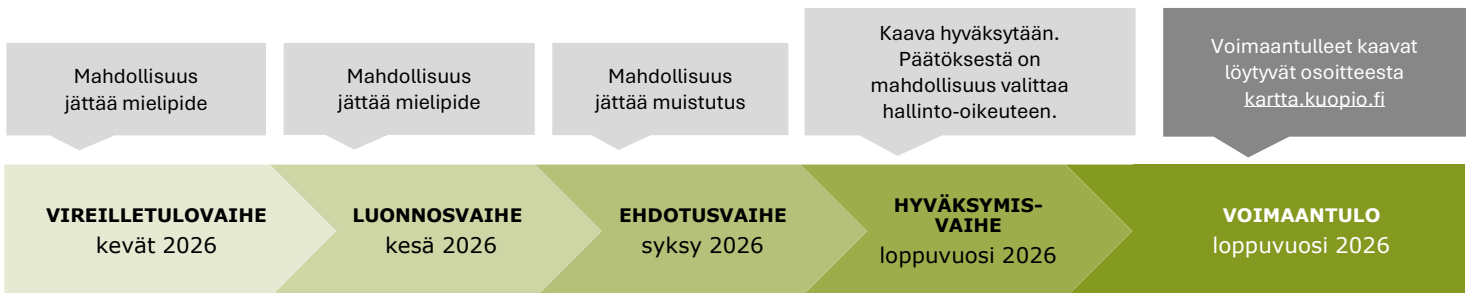 Mahdollisuus
jättää mielipide
Mahdollisuus
jättää mielipide
Mahdollisuus
jättää muistutus
Kaava hyväksytään.
Päätöksestä on
mahdollisuus valittaa
hallinto-oikeuteen.
Voimaantulleet kaavat
löytyvät osoitteesta
kartta.kuopio.fi
VIREILLETULOVAIHE
kevät 2026
LUONNOSVAIHE
kesä 2026
EHDOTUSVAIHE
syksy 2026
HYVÄKSYMIS-
VAIHE
loppuvuosi 2026
VOIMAANTULO
loppuvuosi 2026